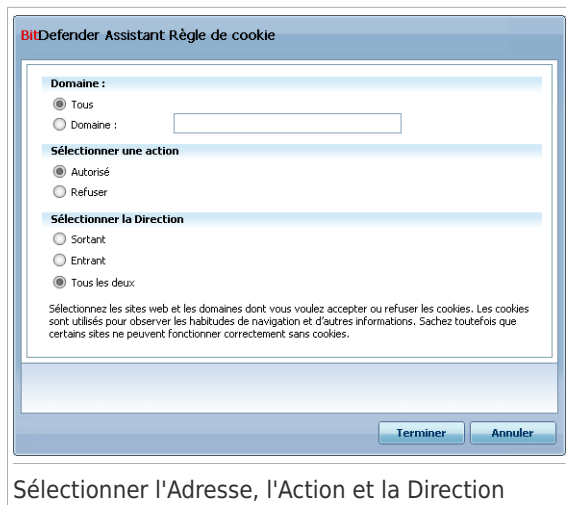 BitDefender Assistant Règle de cookie
Domaine :
Tous
Domaine :
Sélectionner une action
Autorisé
Refuser
Sélectionner la Direction
Sortant
Entrant
Tous les deux
Sélectionnez les sites web et les domaines dont vous voulez accepter ou refuser les cookies. Les cookies
sont utilisés pour observer les habitudes de navigation et d'autres informations. Sachez toutefois que
certains sites ne peuvent fonctionner correctement sans cookies.
Terminer Annuler
Sélectionner l'Adresse, l'Action et la Direction